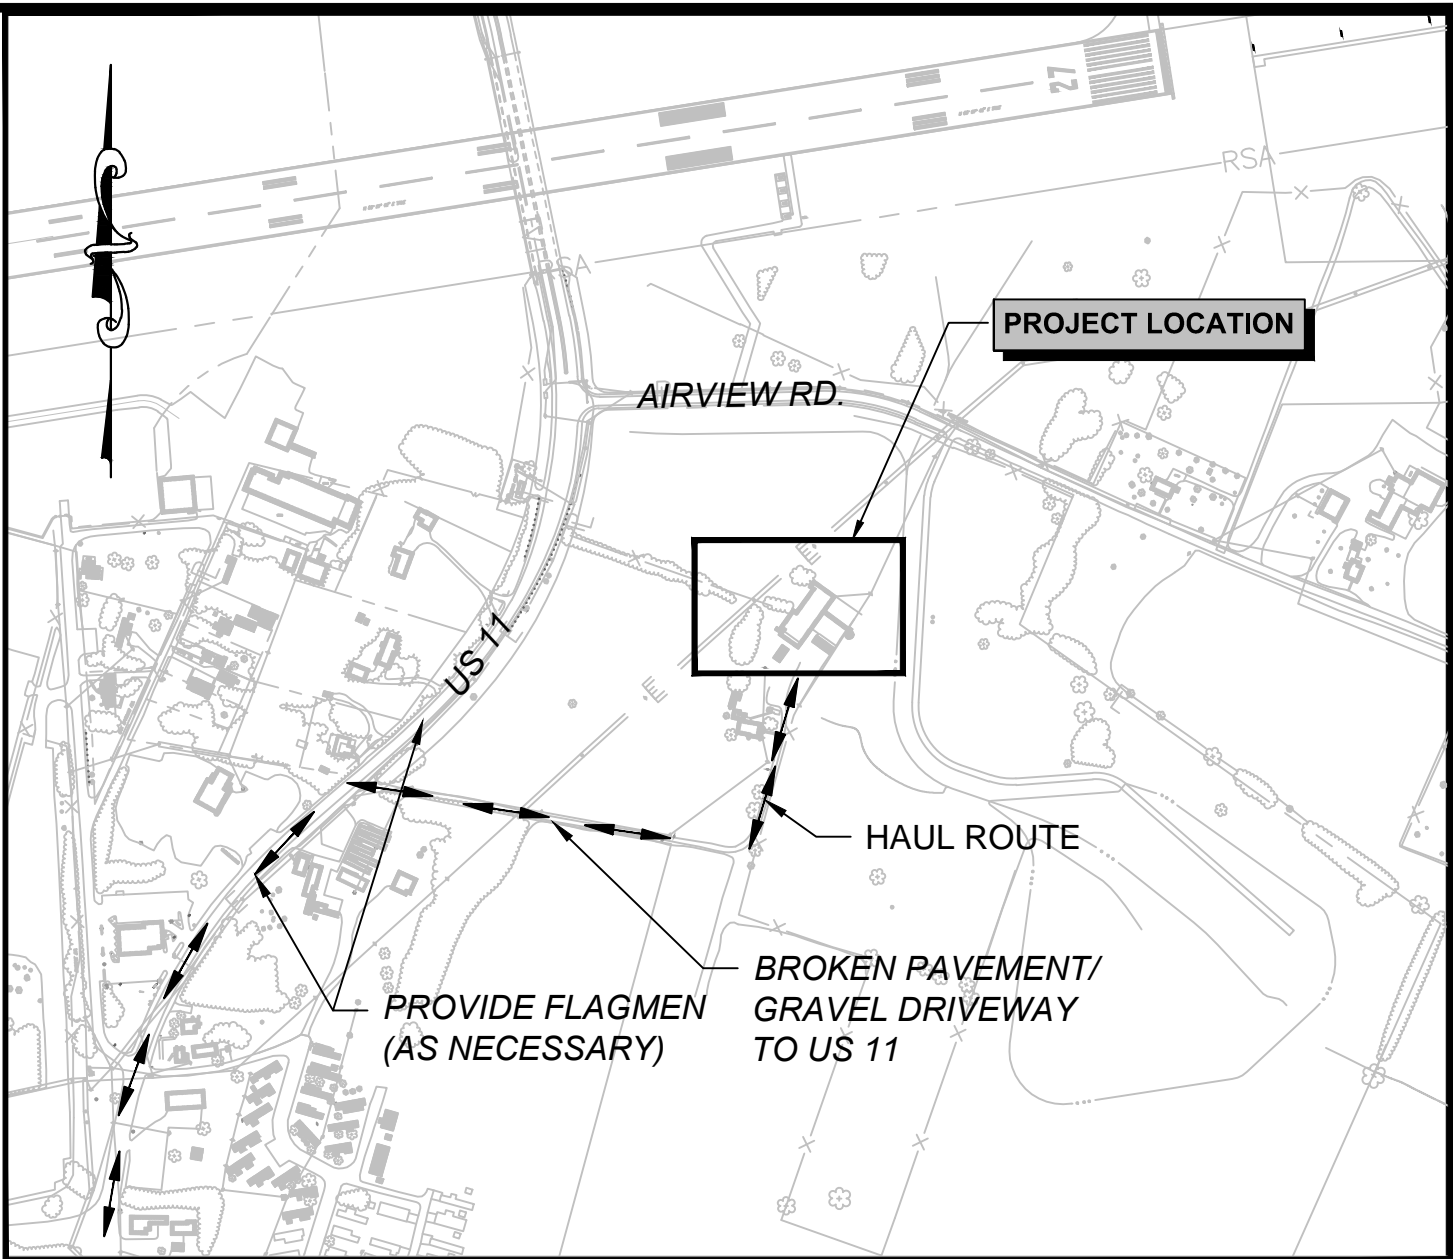 27
RSA
RSA
PROJECT LOCATION
AIRVIEW RD.
E
US 11
E
HAUL ROUTE
BROKEN PAVEMENT/
GRAVEL DRIVEWAY
TO US 11
PROVIDE FLAGMEN
(AS NECESSARY)